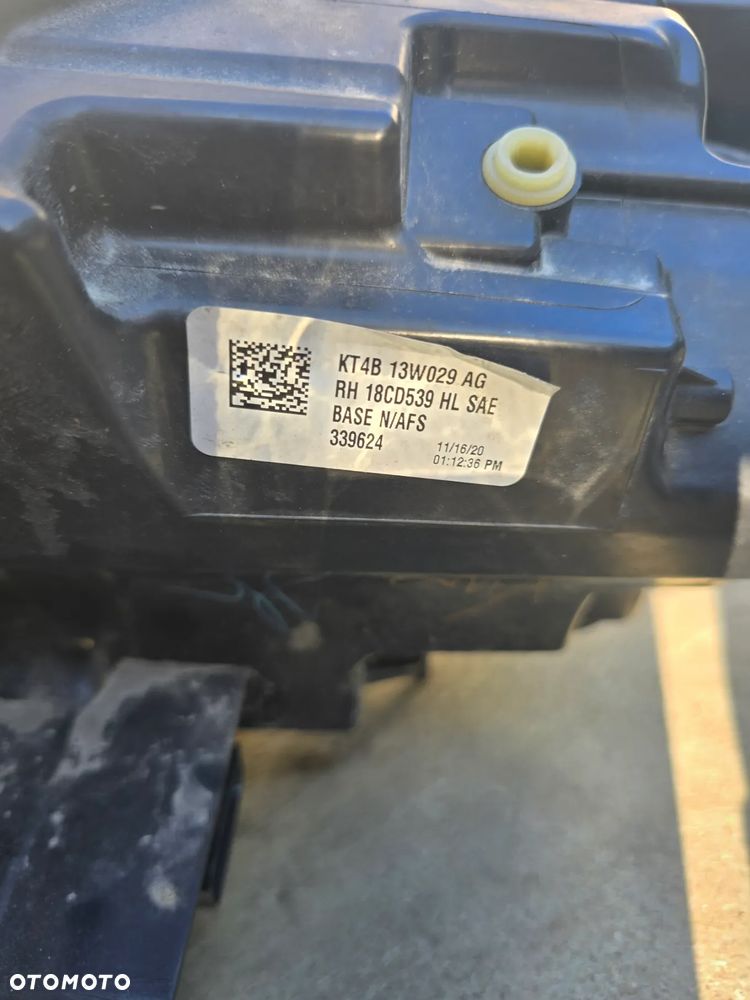 KT4B 13W029 AG
RH 18CD539 HL SAE
BASE N/AFS
339624
11/16/20
01:12:36 PM
OTOMOTO